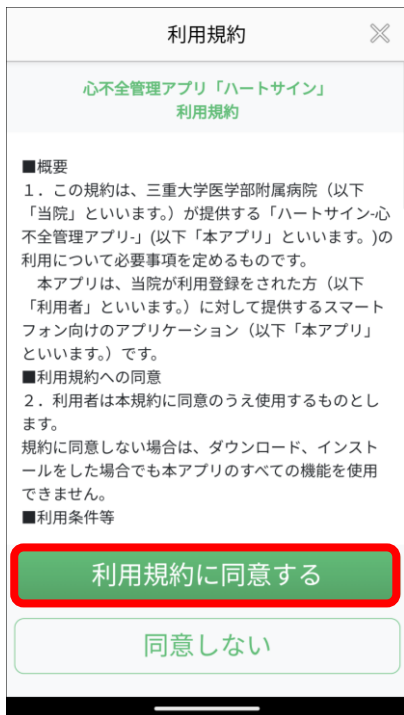 利用規約
心不全管理アプリ「ハートサイン」
利用規約
■概要
１．この規約は、三重大学医学部附属病院（以下
「当院」といいます。）が提供する「ハートサイン-心
不全管理アプリ-」(以下「本アプリ」といいます。)の
利用について必要事項を定めるものです。
　本アプリは、当院が利用登録をされた方（以下
「利用者」といいます。）に対して提供するスマート
フォン向けのアプリケーション（以下「本アプリ」
といいます。）です。
■利用規約への同意
２．利用者は本規約に同意のうえ使用するものとし
ます。
規約に同意しない場合は、ダウンロード、インスト
ールをした場合でも本アプリのすべての機能を使用
できません。
■利用条件等
利用規約に同意する
同意しない